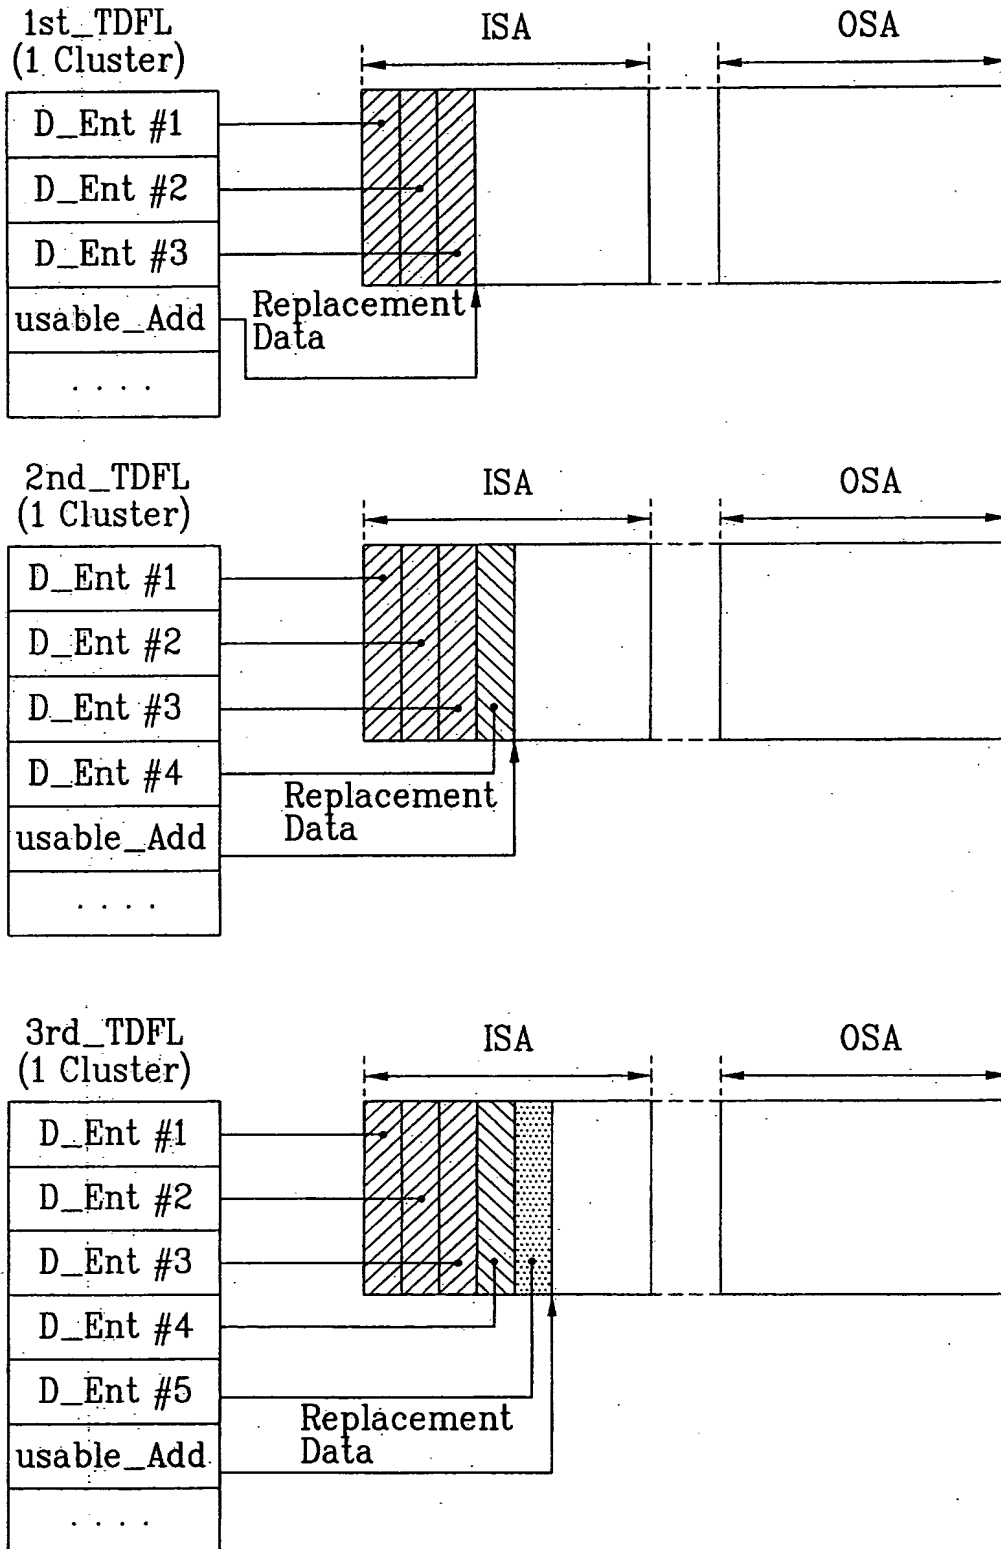 1st_TDFL
(1 Cluster)
ISA
OSA
D_Ent #1
D_Ent #2
D_Ent #3
usable_Add
. . . .
Replacement
Data
2nd_TDFL
(1 Cluster)
ISA
OSA
D_Ent #1
D_Ent #2
D_Ent #3
D_Ent #4
usable_Add
. . . .
Replacement
Data
3rd_TDFL
(1 Cluster)
ISA
OSA
D_Ent #1
D_Ent #2
D_Ent #3
D_Ent #4
D_Ent #5
usable_Add
. . . .
Replacement
Data